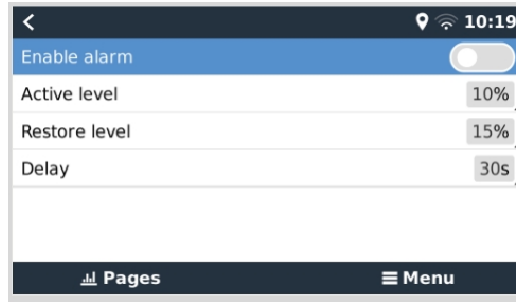 10:19
Enable alarm
Active level 10%
Restore level 15%
Delay 30s
Pages Menu